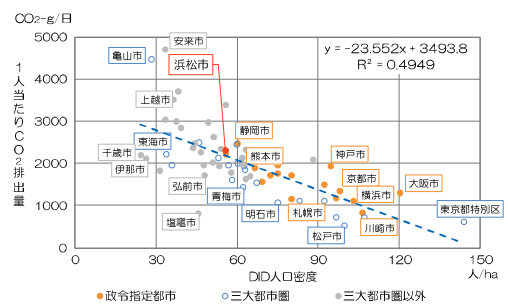 CO2-g/日
5000
4000
3000
2000
1000
0
1人当たりCO2排出量
安来市
亀山市
浜松市
上越市
y = -23.552x + 3493.8
R² = 0.4949
静岡市
東海市
千歳市
伊那市
熊本市
神戸市
弘前市
青梅市
京都市
横浜市
大阪市
塩竈市
明石市
札幌市
松戸市
川崎市
東京都特別区
0
30
60
90
120
150
DID人口密度
人/ha
政令指定都市
三大都市圏
三大都市圏以外